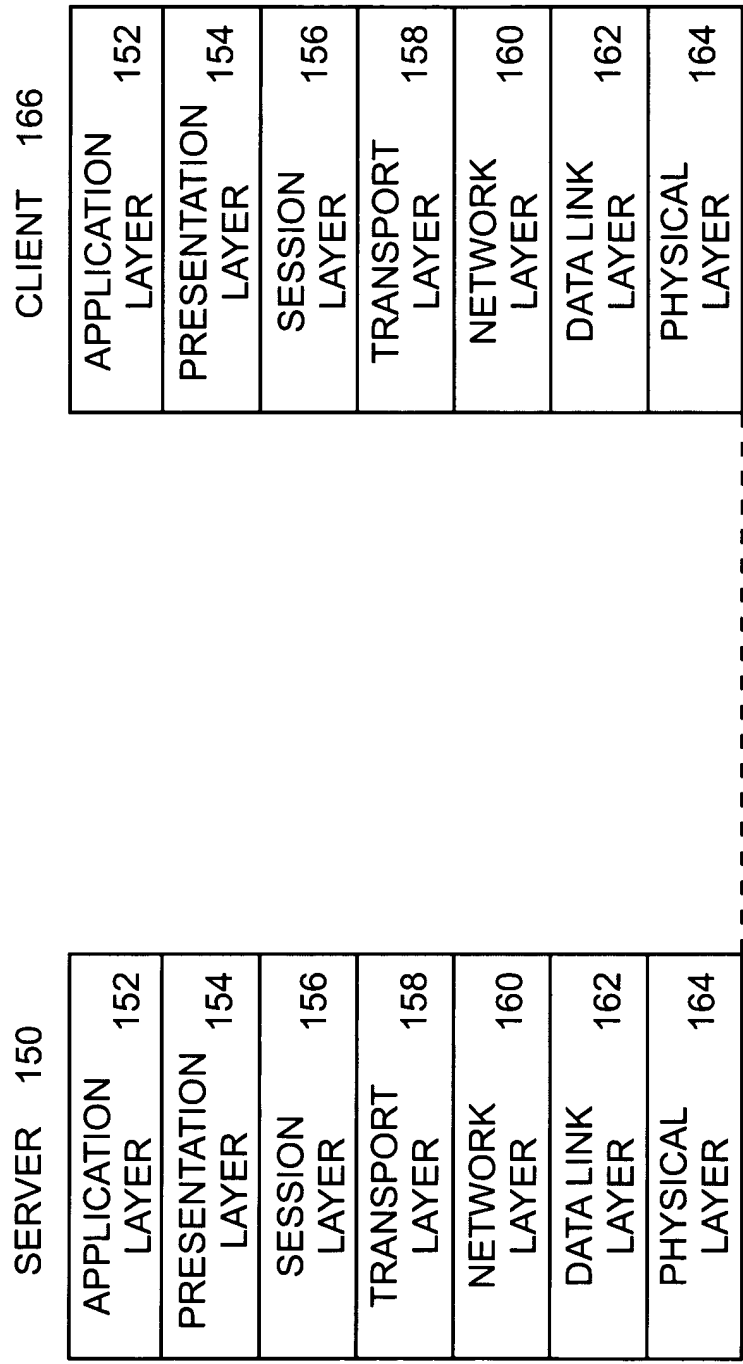 SERVER 150
APPLICATION
LAYER 152
PRESENTATION
LAYER 154
SESSION
LAYER 156
TRANSPORT
LAYER 158
NETWORK
LAYER 160
DATA LINK
LAYER 162
PHYSICAL
LAYER 164
CLIENT 166
APPLICATION
LAYER 152
PRESENTATION
LAYER 154
SESSION
LAYER 156
TRANSPORT
LAYER 158
NETWORK
LAYER 160
DATA LINK
LAYER 162
PHYSICAL
LAYER 164